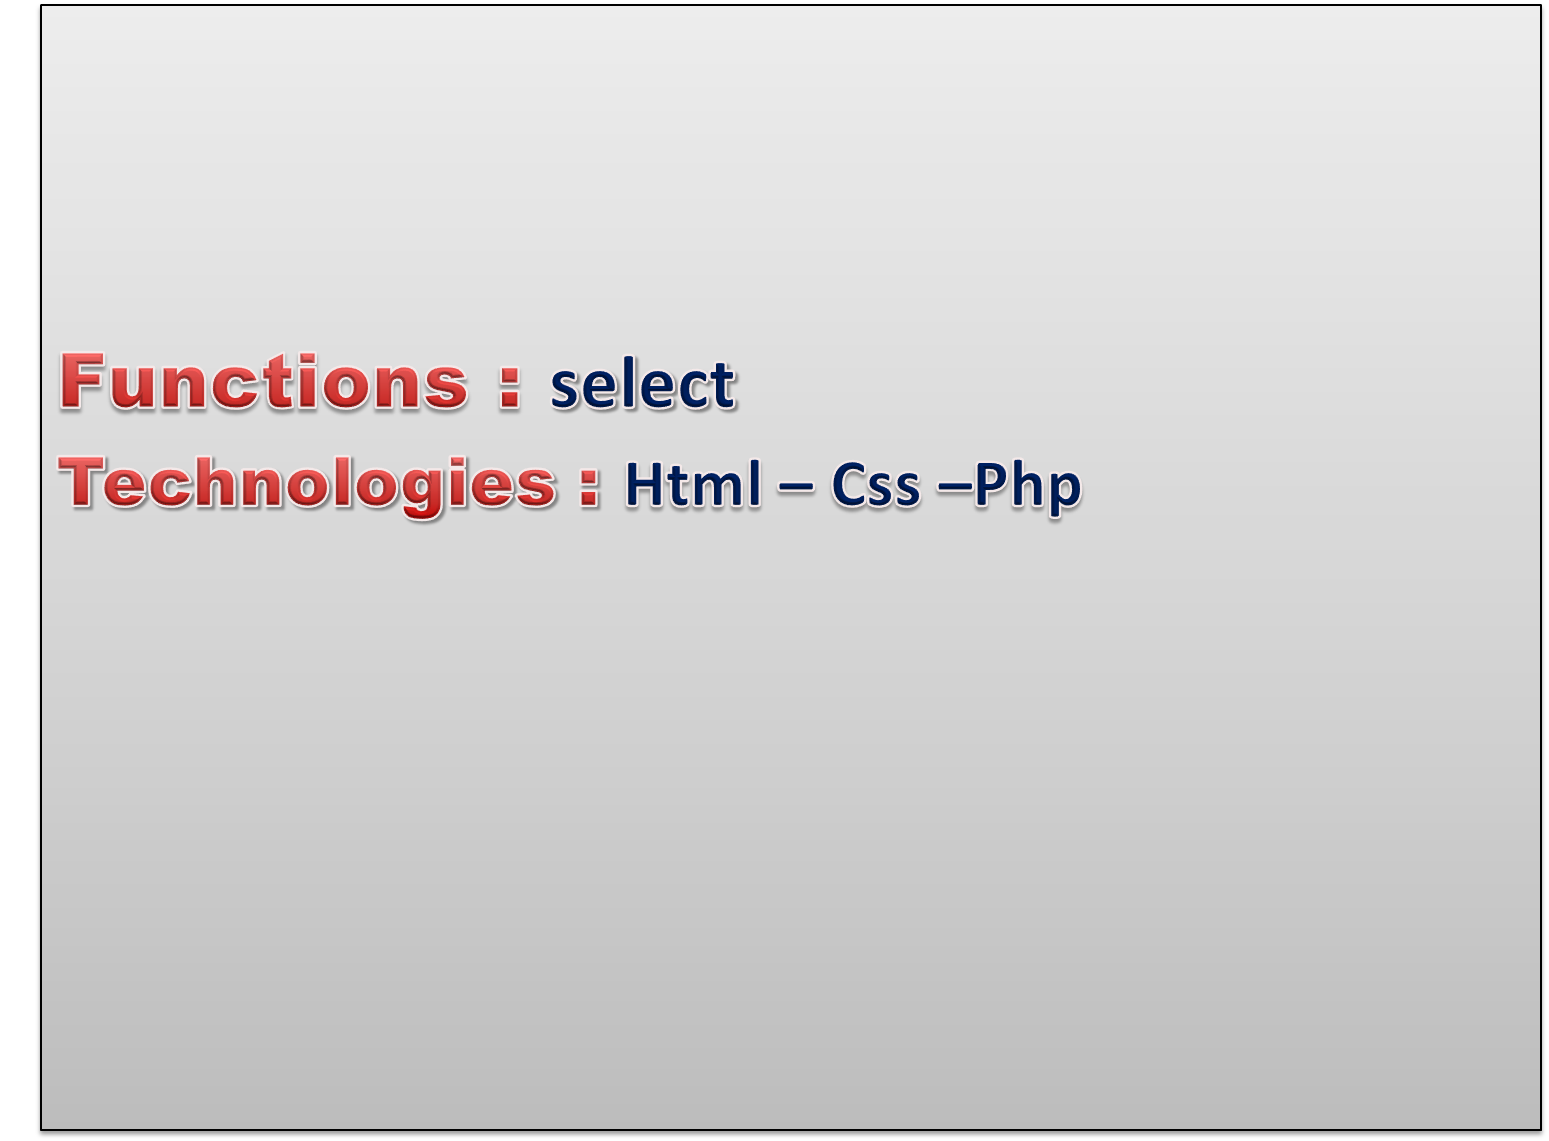 Functions : select
Technologies : Html – Css –Php